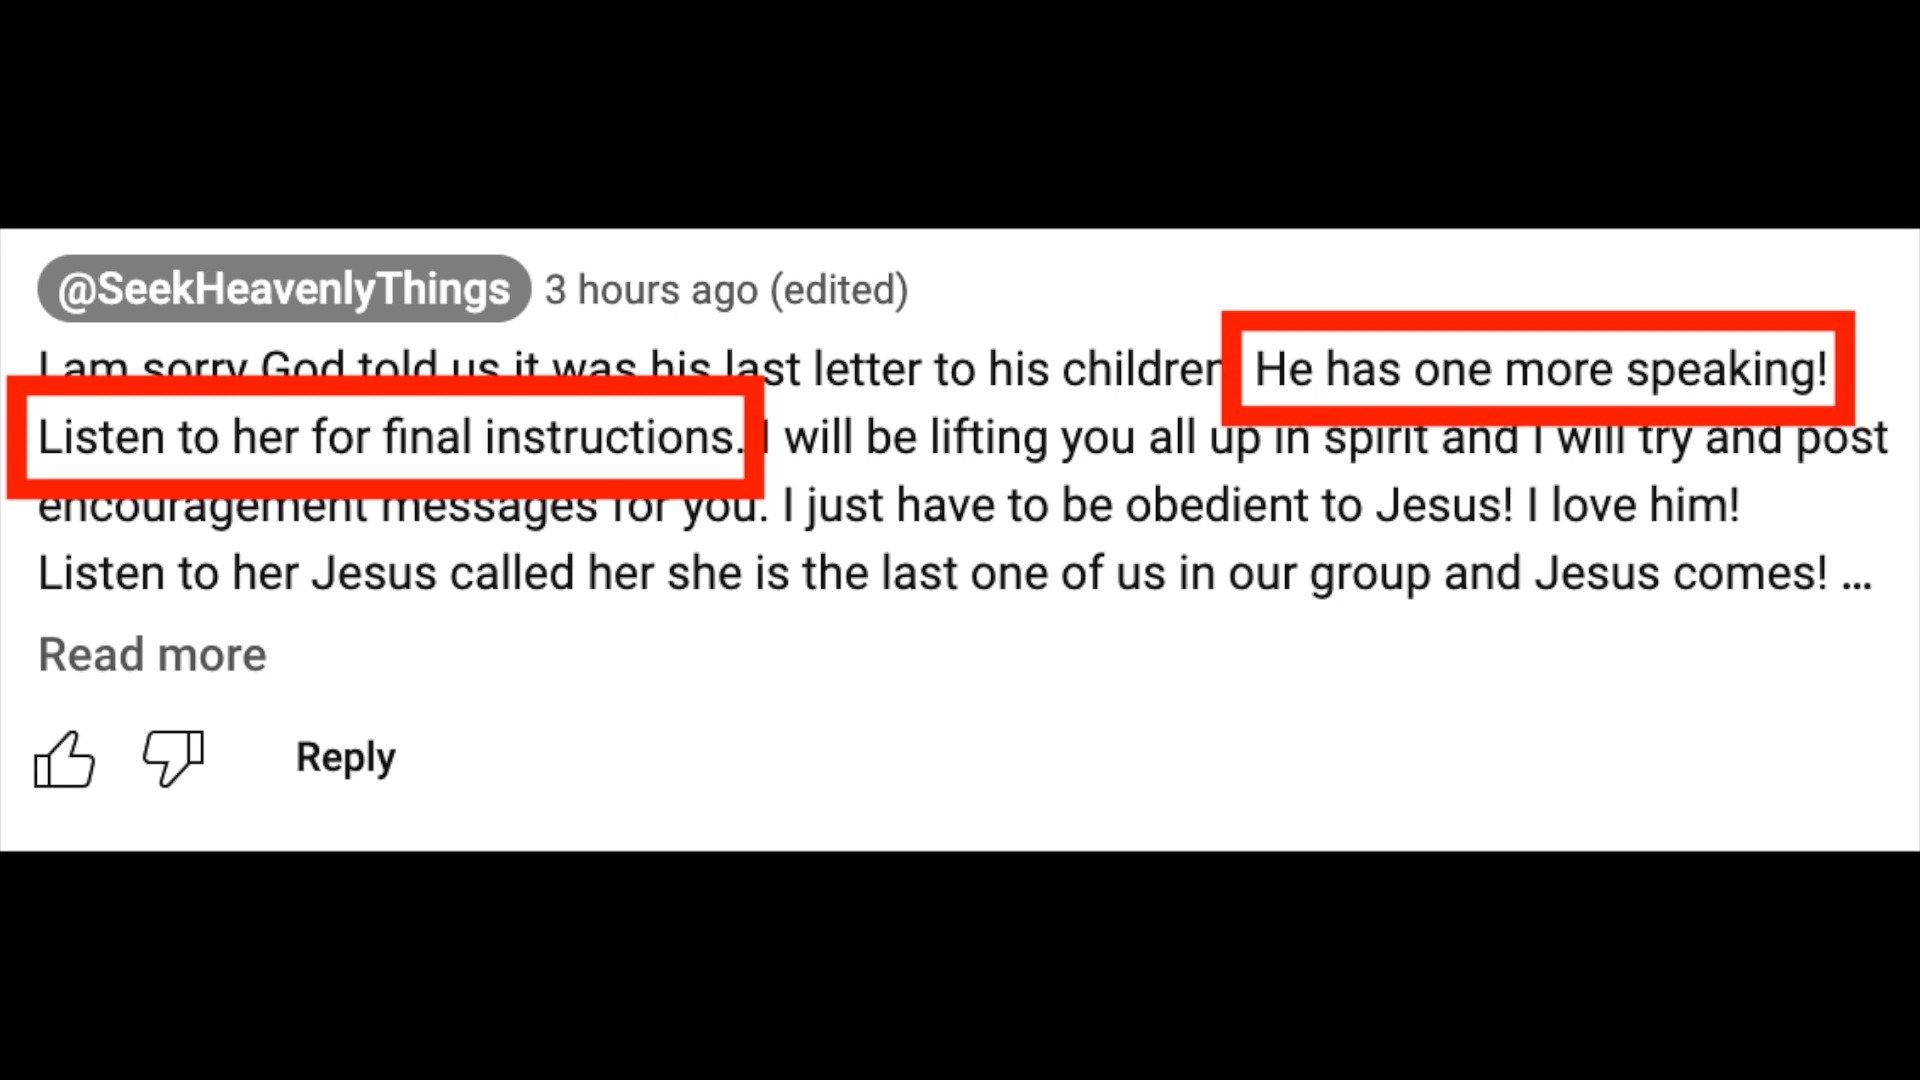 @SeekHeavenlyThings 3 hours ago (edited)
I am sorry God told us it was his last letter to his children He has one more speaking!
Listen to her for final instructions. I will be lifting you all up in spirit and I will try and post
encouragement messages for you. I just have to be obedient to Jesus! I love him!
Listen to her Jesus called her she is the last one of us in our group and Jesus comes! ...
Read more
Reply